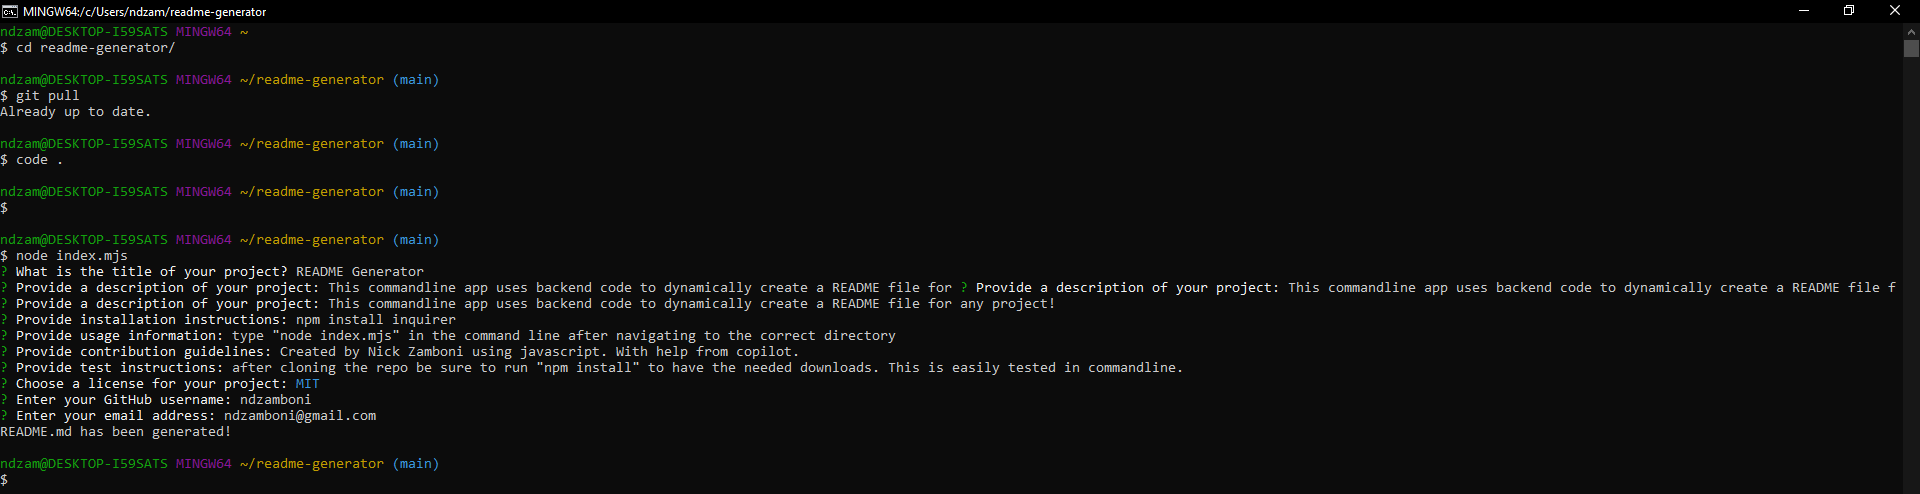 MINGW64:/c/Users/ndzam/readme-generator
ndzam@DESKTOP-I59SATS MINGW64 ~
$ cd readme-generator/
ndzam@DESKTOP-I59SATS MINGW64 ~/readme-generator (main)
$ git pull
Already up to date.
ndzam@DESKTOP-I59SATS MINGW64 ~/readme-generator (main)
$ code .
ndzam@DESKTOP-I59SATS MINGW64 ~/readme-generator (main)
$
ndzam@DESKTOP-I59SATS MINGW64 ~/readme-generator (main)
$ node index.mjs
? What is the title of your project? README Generator
? Provide a description of your project: This commandline app uses backend code to dynamically create a README file for ? Provide a description of your project: This commandline app uses backend code to dynamically create a README file f
? Provide a description of your project: This commandline app uses backend code to dynamically create a README file for any project!
? Provide installation instructions: npm install inquirer
? Provide usage information: type "node index.mjs" in the command line after navigating to the correct directory
? Provide contribution guidelines: Created by Nick Zamboni using javascript. With help from copilot.
? Provide test instructions: after cloning the repo be sure to run "npm install" to have the needed downloads. This is easily tested in commandline.
? Choose a license for your project: MIT
? Enter your GitHub username: ndzamboni
? Enter your email address: ndzamboni@gmail.com
README.md has been generated!
ndzam@DESKTOP-I59SATS MINGW64 ~/readme-generator (main)
$